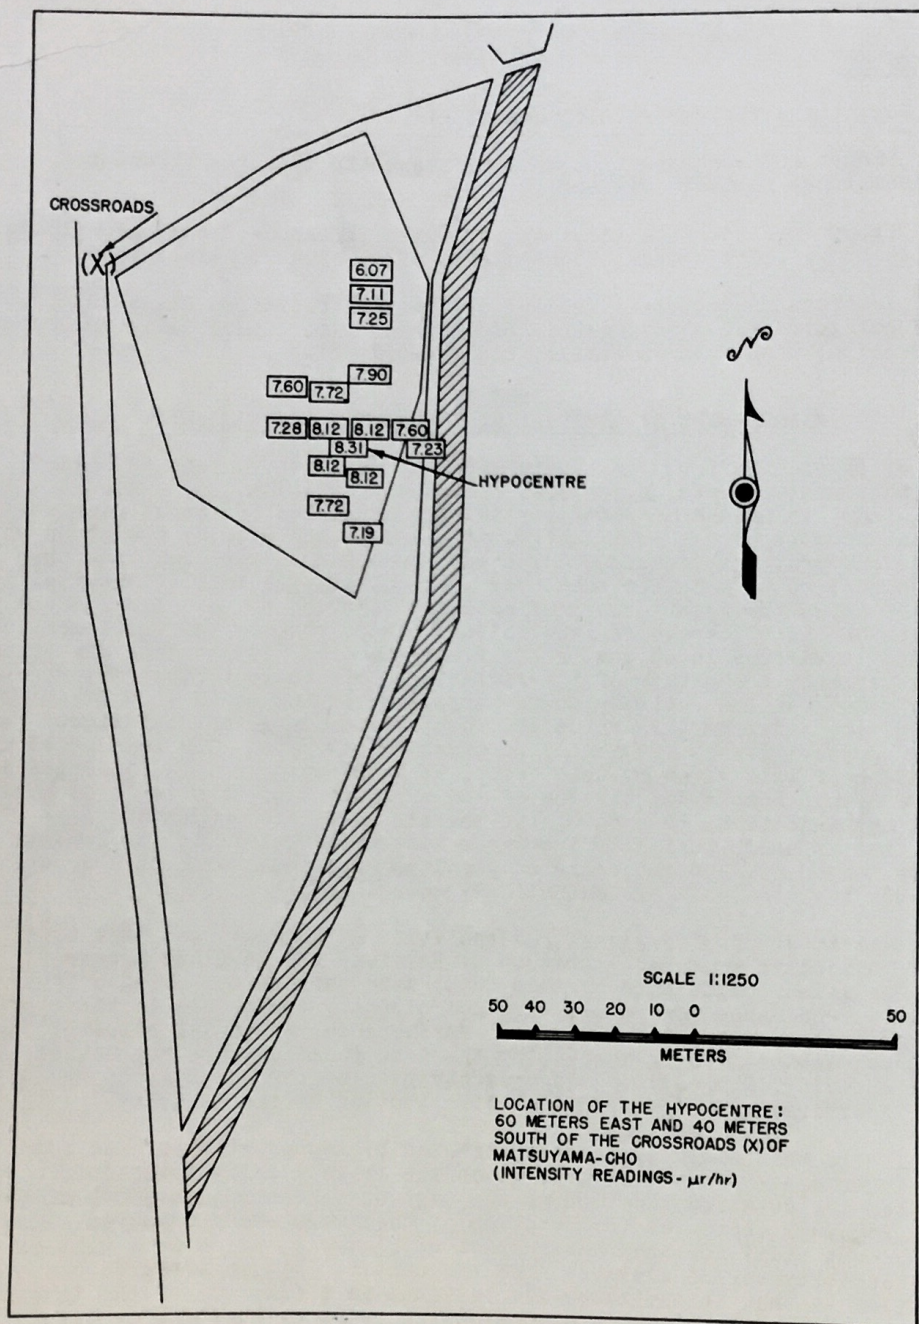 CROSSROADS
(X)
6.07
7.11
7.25
7.90
7.60
7.72
7.28 8.12 8.12 7.60
8.31 7.23
8.12
8.12
7.72
7.19
HYPOCENTRE
N
SCALE 1:1250
50 40 30 20 10 0 50
METERS
LOCATION OF THE HYPOCENTRE:
60 METERS EAST AND 40 METERS
SOUTH OF THE CROSSROADS (X) OF
MATSUYAMA-CHO
(INTENSITY READINGS - μr/hr)